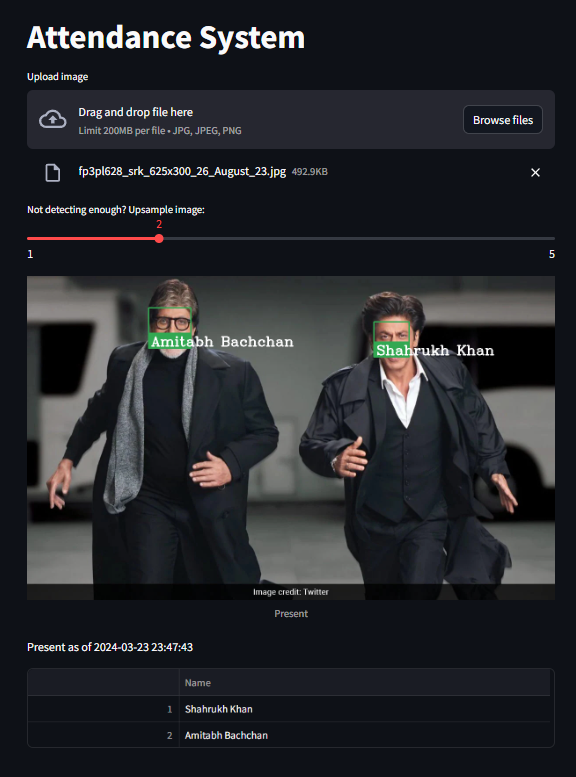 Attendance System
Upload image
Drag and drop file here
Limit 200MB per file • JPG, JPEG, PNG
Browse files
fp3pl628_srk_625x300_26_August_23.jpg 492.9KB
Not detecting enough? Upsample image:
2
1 5
Amitabh Bachchan
Shahrukh Khan
Image credit: Twitter
Present
Present as of 2024-03-23 23:47:43
Name
1 Shahrukh Khan
2 Amitabh Bachchan